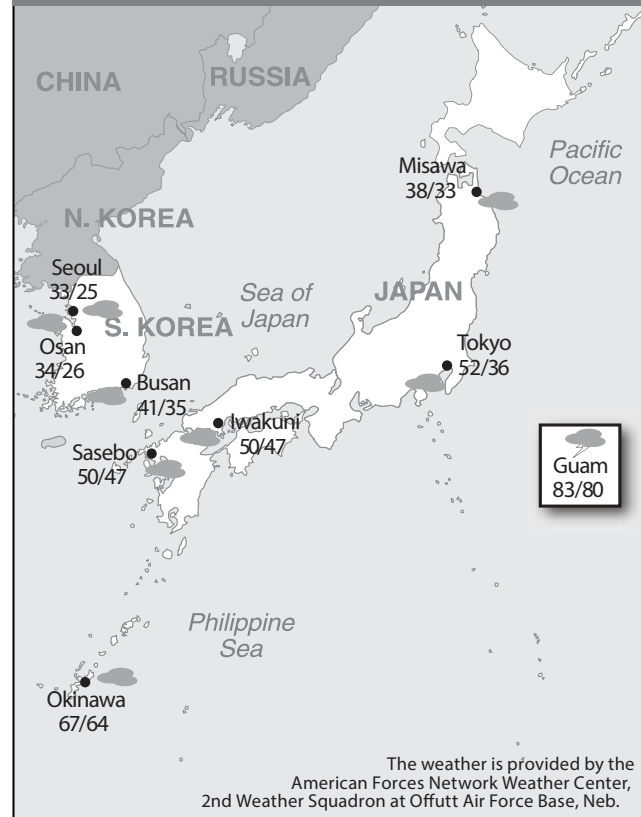 CHINA
RUSSIA
Pacific
Ocean
Misawa
38/33
N. KOREA
Seoul
33/25
Sea of
Japan
JAPAN
S. KOREA
Osan
34/26
Tokyo
52/36
Busan
41/35
Iwakuni
50/47
Sasebo
50/47
Guam
83/80
Philippine
Sea
Okinawa
67/64
The weather is provided by the
American Forces Network Weather Center,
2nd Weather Squadron at Offutt Air Force Base, Neb.